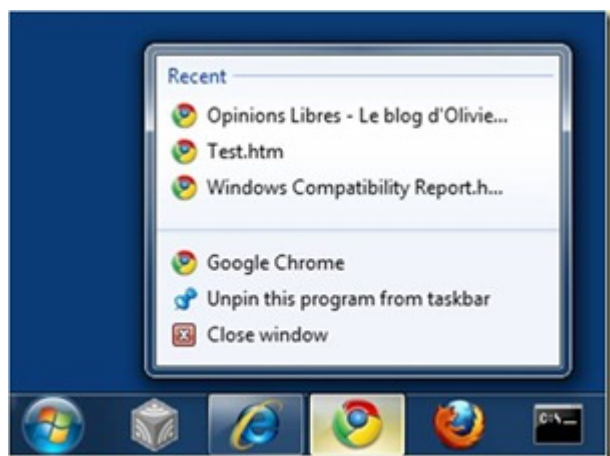 Recent
Opinions Libres - Le blog d'Olivie...
Test.htm
Windows Compatibility Report.h...
Google Chrome
Unpin this program from taskbar
Close window
C:\_